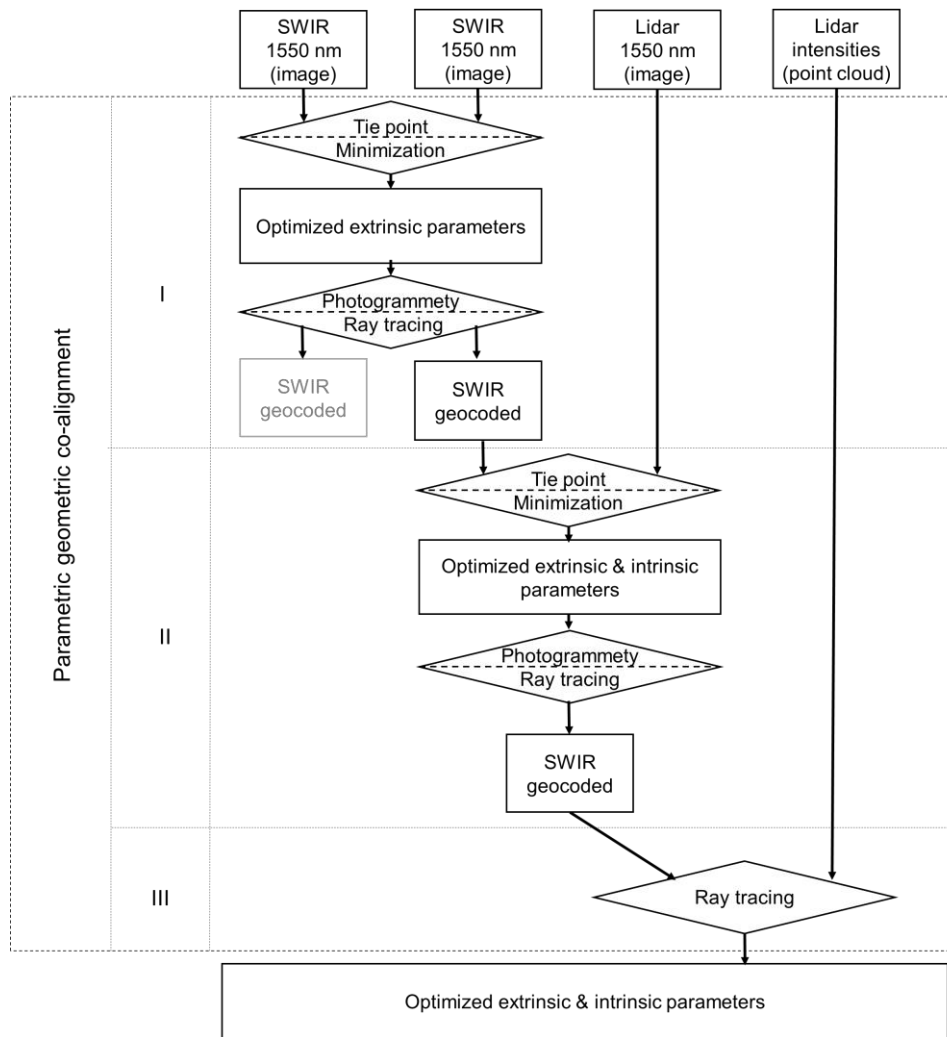 SWIR
1550 nm
(image)
SWIR
1550 nm
(image)
Lidar
1550 nm
(image)
Lidar
intensities
(point cloud)
Parametric geometric co-alignment
I
Tie point
Minimization
Optimized extrinsic parameters
Photogrammety
Ray tracing
SWIR
geocoded
SWIR
geocoded
II
Tie point
Minimization
Optimized extrinsic & intrinsic
parameters
Photogrammety
Ray tracing
SWIR
geocoded
III
Ray tracing
Optimized extrinsic & intrinsic parameters